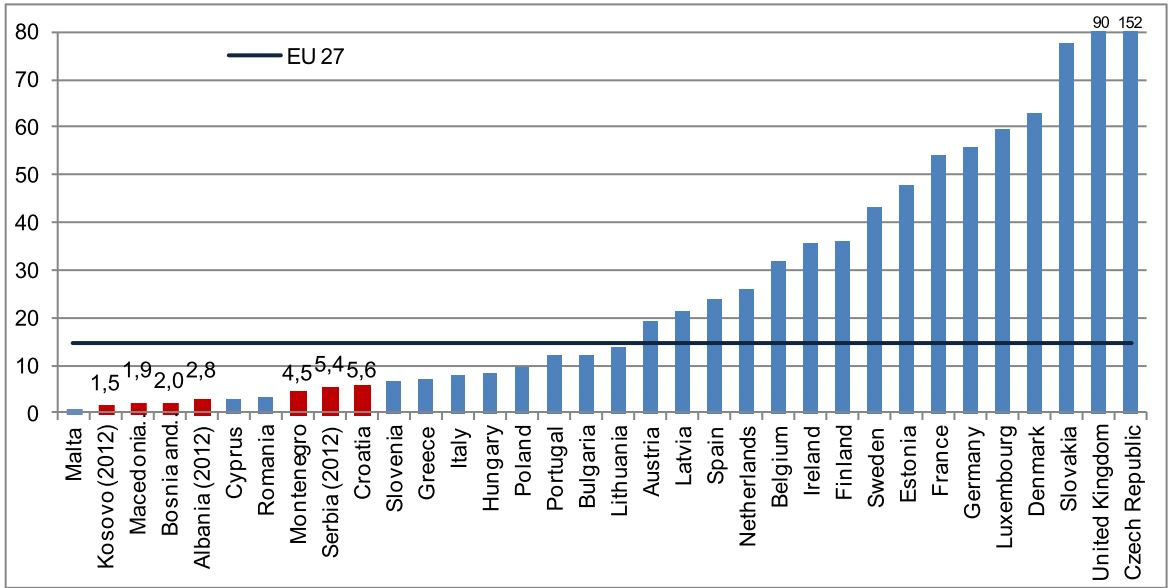 90 152
80
EU 27
70
60
50
40
30
20
10
0
1,5
1,9
2,0
2,8
4,5
5,4
5,6
Malta
Kosovo (2012)
Macedonia.
Bosnia and.
Albania (2012)
Cyprus
Romania
Montenegro
Serbia (2012)
Croatia
Slovenia
Greece
Italy
Hungary
Poland
Portugal
Bulgaria
Lithuania
Austria
Latvia
Spain
Netherlands
Belgium
Ireland
Finland
Sweden
Estonia
France
Germany
Luxembourg
Denmark
Slovakia
United Kingdom
Czech Republic